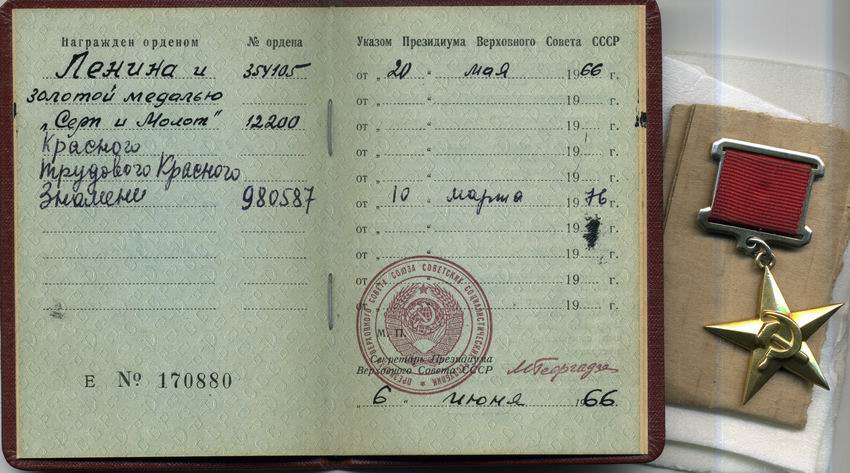 Награжден орденом № ордена
Ленина и 354105
золотой медалью
„Серп и Молот" 12200
Красного
Трудового Красного
Знамени 980587
Е № 170880
Указом Президиума Верховного Совета СССР
от „ 20 " мая 1966 г.
от „ " 19 г.
от „ " 19 г.
от „ " 19 г.
от „ " 19 г.
от „ 10 " марта 1976 г.
от „ " 19 г.
от „ " 19 г.
от „ " 19 г.
от „ " 19 г.
М. П.
Секретарь Президиума
Верховного Совета СССР МГеоргадзе
„ 6 " июня 1966 г.